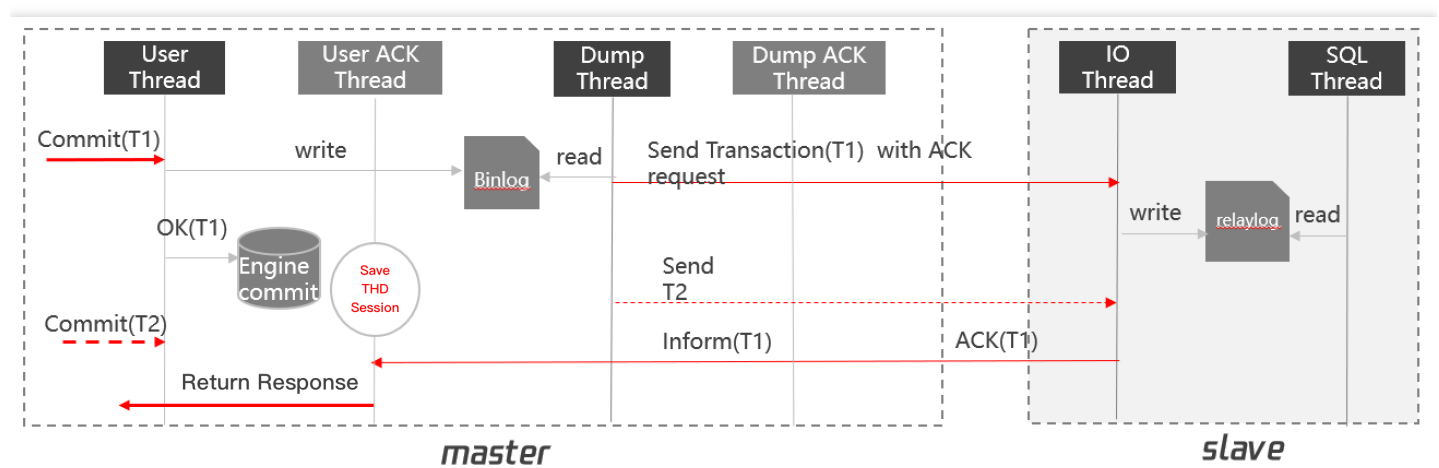 User
Thread
User ACK
Thread
Dump
Thread
Dump ACK
Thread
IO
Thread
SQL
Thread
Commit(T1)
write
Binlog
read
Send Transaction(T1) with ACK
request
write
relaylog
read
OK(T1)
Engine
commit
Save
THD
Session
Send
T2
Commit(T2)
Inform(T1)
ACK(T1)
Return Response
master
slave